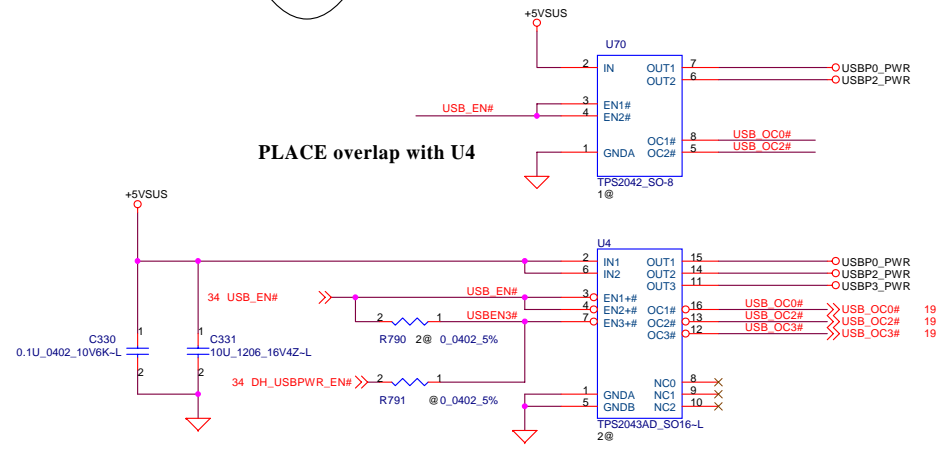 +5VSUS
U70
2 IN OUT1 7 USBP0_PWR
OUT2 6 USBP2_PWR
USB_EN# 3 EN1#
4 EN2#
OC1# 8 USB_OC0#
1 GNDA OC2# 5 USB_OC2#
PLACE overlap with U4
TPS2042_SO-8
1@
+5VSUS
U4
2 IN1 OUT1 15 USBP0_PWR
6 IN2 OUT2 14 USBP2_PWR
OUT3 11 USBP3_PWR
34 USB_EN# USB_EN# 3 EN1+#
4 EN2+# OC1# 16 USB_OC0# USB_OC0# 19
2 1 USBEN3# 7 EN3+# OC2# 13 USB_OC2# USB_OC2# 19
OC3# 12 USB_OC3# USB_OC3# 19
R790 2@ 0_0402_5%
1 C330 1 C331
0.1U_0402_10V6K~L 10U_1206_16V4Z~L
2 2
34 DH_USBPWR_EN# 2 1
R791 @ 0_0402_5%
NC0 8
1 GNDA NC1 9
5 GNDB NC2 10
TPS2043AD_SO16~L
2@